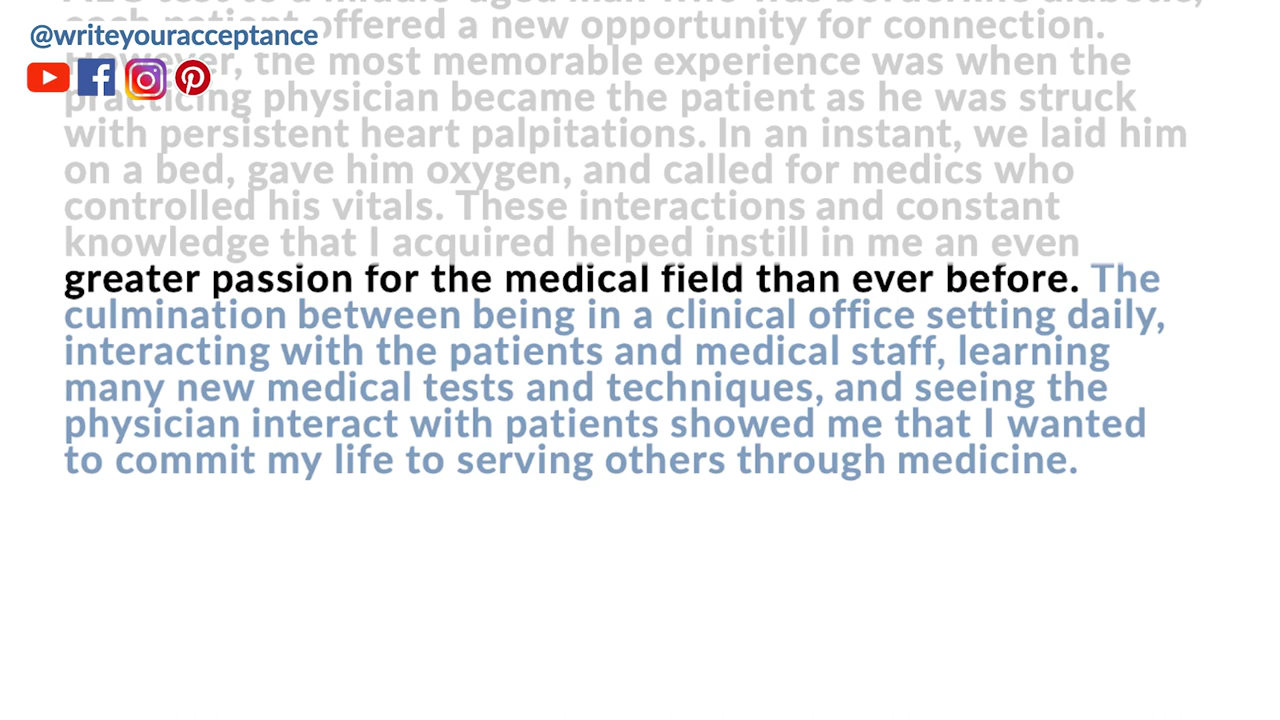 @writeyouracceptance
offered a new opportunity for connection.
the most memorable experience was when the
practicing physician became the patient as he was struck
with persistent heart palpitations. In an instant, we laid him
on a bed, gave him oxygen, and called for medics who
controlled his vitals. These interactions and constant
knowledge that I acquired helped instill in me an even
greater passion for the medical field than ever before. The
culmination between being in a clinical office setting daily,
interacting with the patients and medical staff, learning
many new medical tests and techniques, and seeing the
physician interact with patients showed me that I wanted
to commit my life to serving others through medicine.